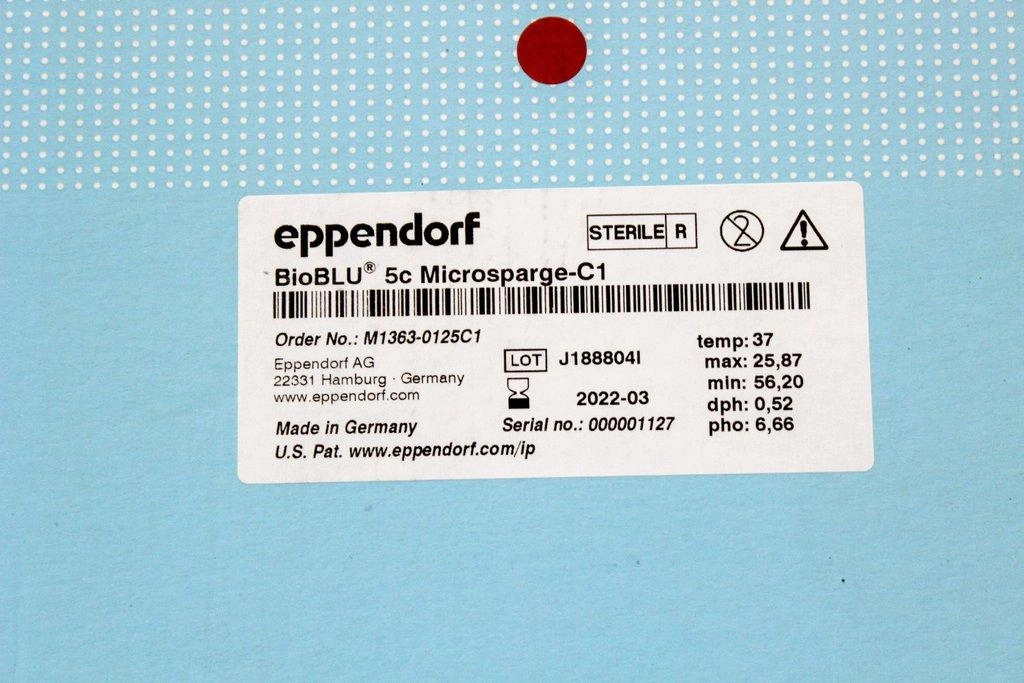 eppendorf
STERILE R 2
BioBLU® 5c Microsparge-C1
Order No.: M1363-0125C1
Eppendorf AG
22331 Hamburg · Germany
www.eppendorf.com
Made in Germany
U.S. Pat. www.eppendorf.com/ip
LOT J188804I
2022-03
Serial no.: 000001127
temp: 37
max: 25,87
min: 56,20
dph: 0,52
pho: 6,66